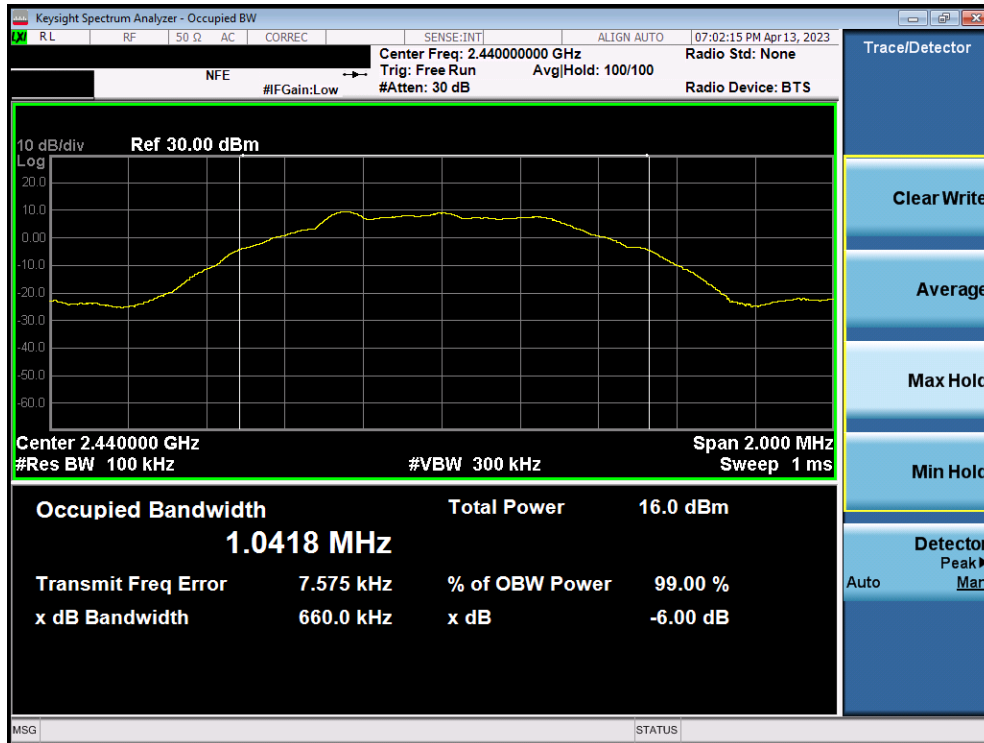 Keysight Spectrum Analyzer - Occupied BW
LXI RL RF 50 Ω AC CORREC SENSE:INT ALIGN AUTO 07:02:15 PM Apr 13, 2023
Center Freq: 2.440000000 GHz Radio Std: None
NFE Trig: Free Run Avg|Hold: 100/100
#IFGain:Low #Atten: 30 dB Radio Device: BTS
10 dB/div Ref 30.00 dBm
Log
20.0
10.0
0.00
-10.0
-20.0
-30.0
-40.0
-50.0
-60.0
Center 2.440000 GHz Span 2.000 MHz
#Res BW 100 kHz #VBW 300 kHz Sweep 1 ms
Occupied Bandwidth Total Power 16.0 dBm
1.0418 MHz
Transmit Freq Error 7.575 kHz % of OBW Power 99.00 %
x dB Bandwidth 660.0 kHz x dB -6.00 dB
MSG STATUS
Trace/Detector
Clear Write
Average
Max Hold
Min Hold
Detector
Peak▶
Auto Man